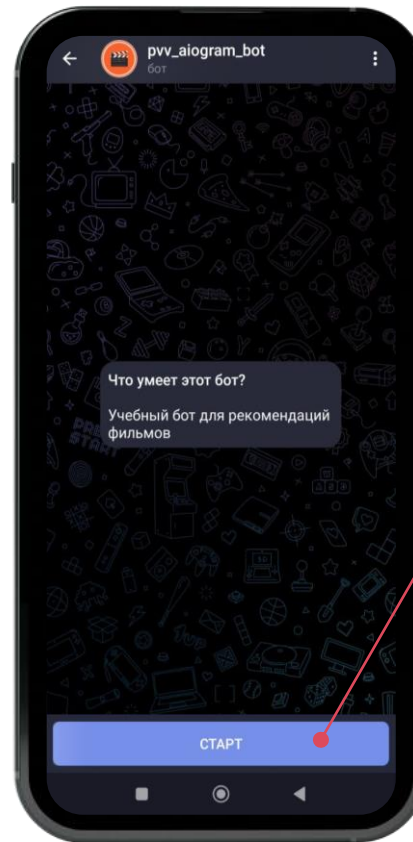 pvv_aiogram_bot
бот
Что умеет этот бот?
Учебный бот для рекомендаций
фильмов
СТАРТ